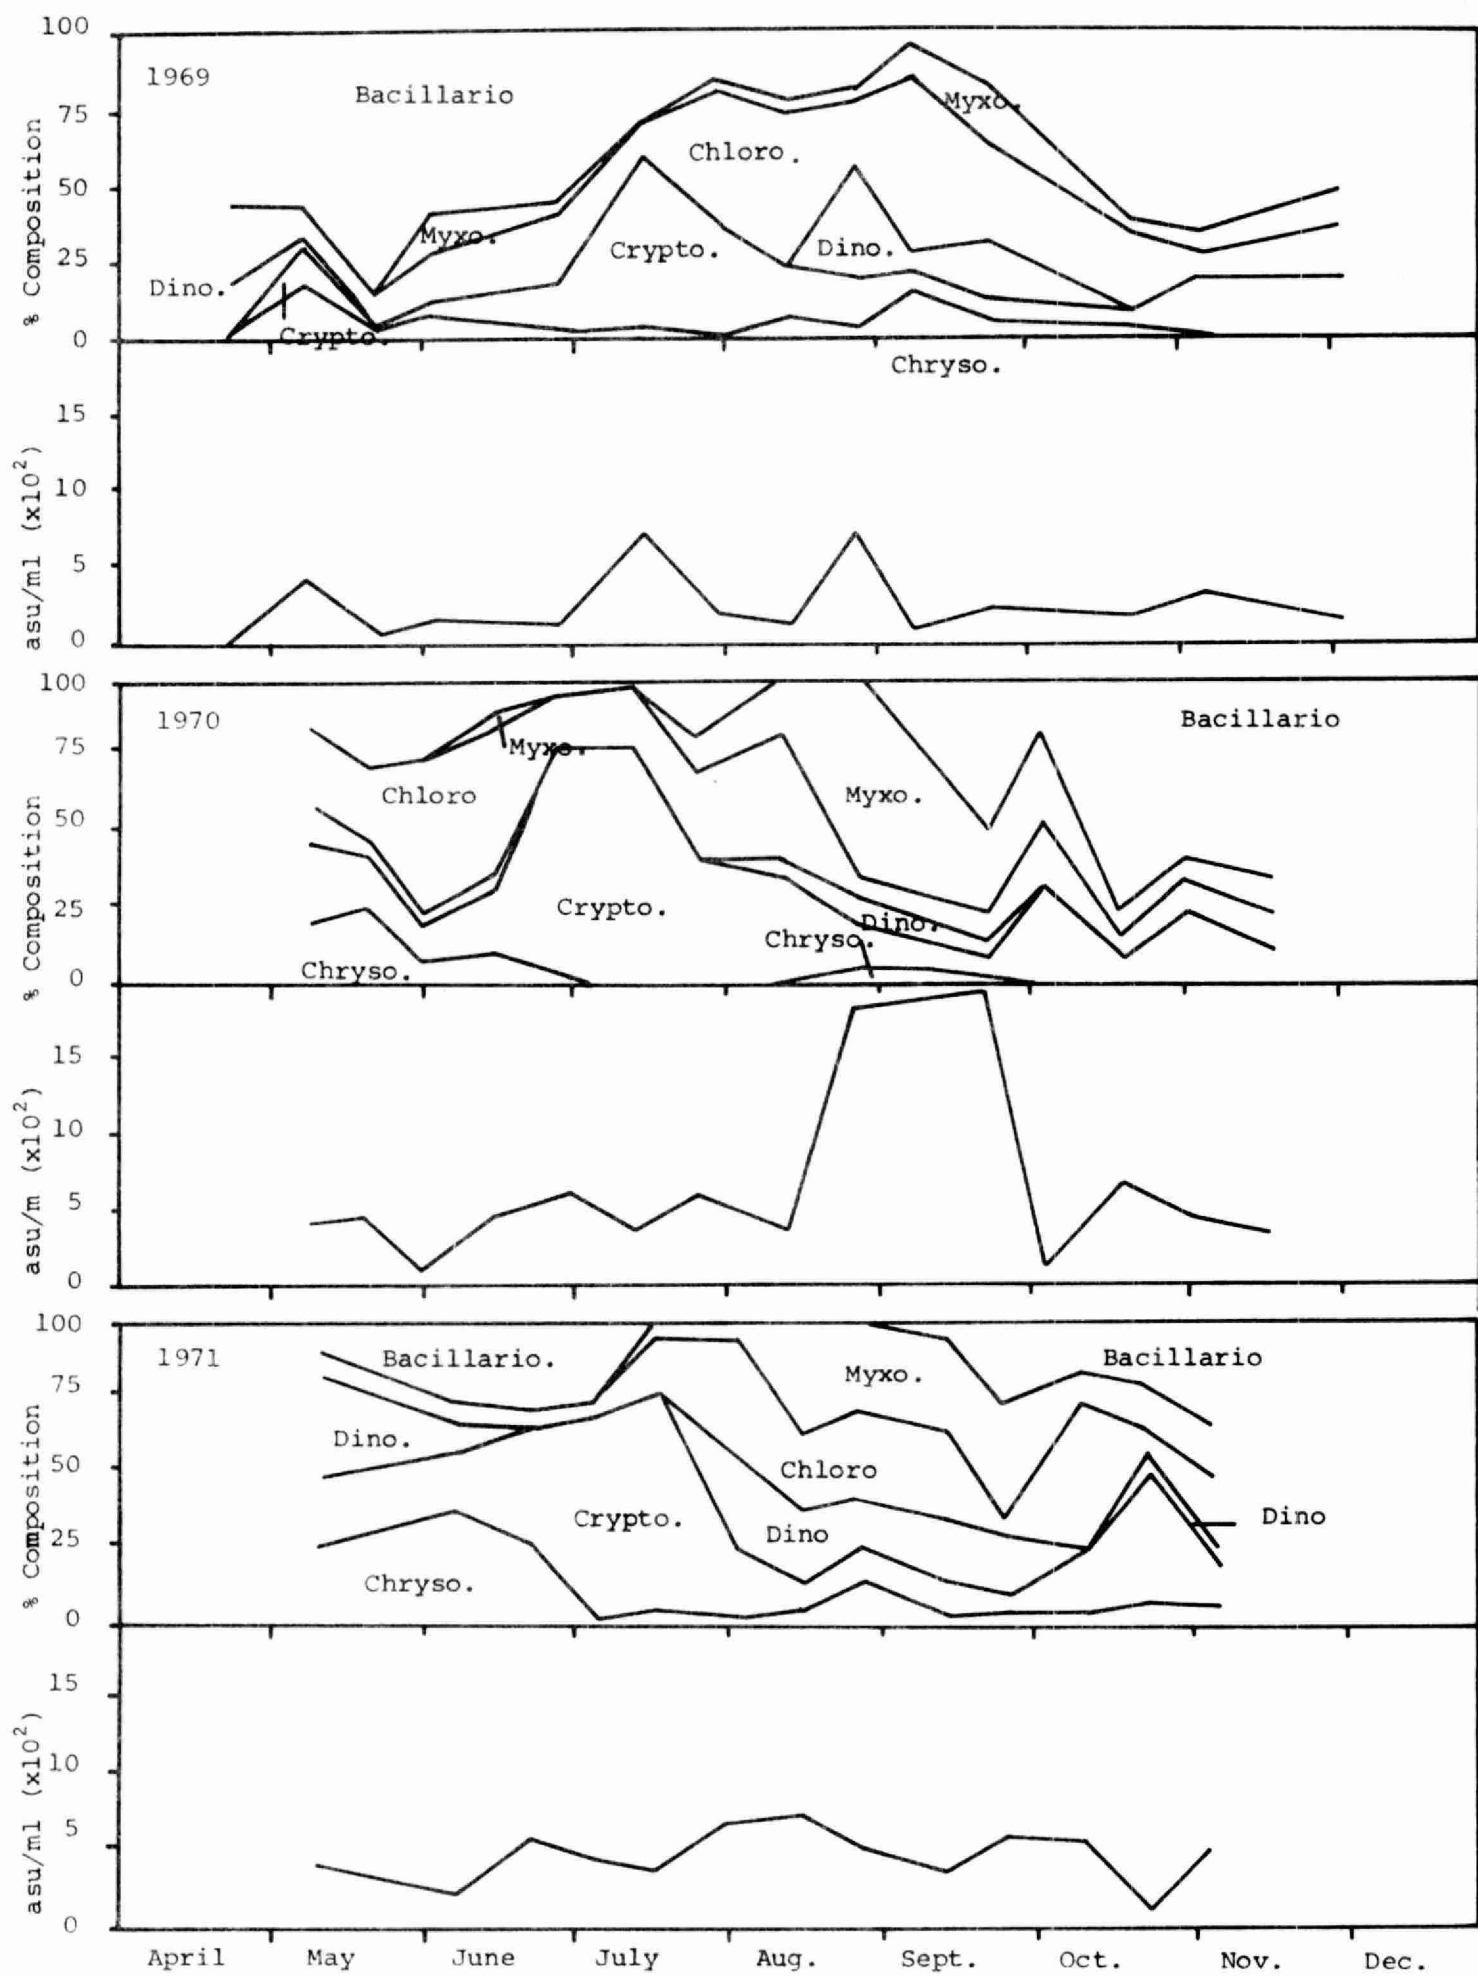 100
1969
Bacillario
75
Myxo.
Chloro.
50
Myxo.
Crypto.
Dino.
25
Dino.
Crypto.
0
% Composition
Chryso.
15
10
5
0
asu/ml (x10²)
100
1970
Bacillario
75
Myxo.
Chloro
Myxo.
50
Crypto.
25
Dino.
Chryso.
Chryso.
0
% Composition
15
10
5
0
asu/m (x10²)
100
1971
Bacillario.
Bacillario
Myxo.
75
Dino.
50
Chloro
Crypto.
Dino
Dino
25
Chryso.
0
% Composition
15
10
5
0
asu/ml (x10²)
April May June July Aug. Sept. Oct. Nov. Dec.